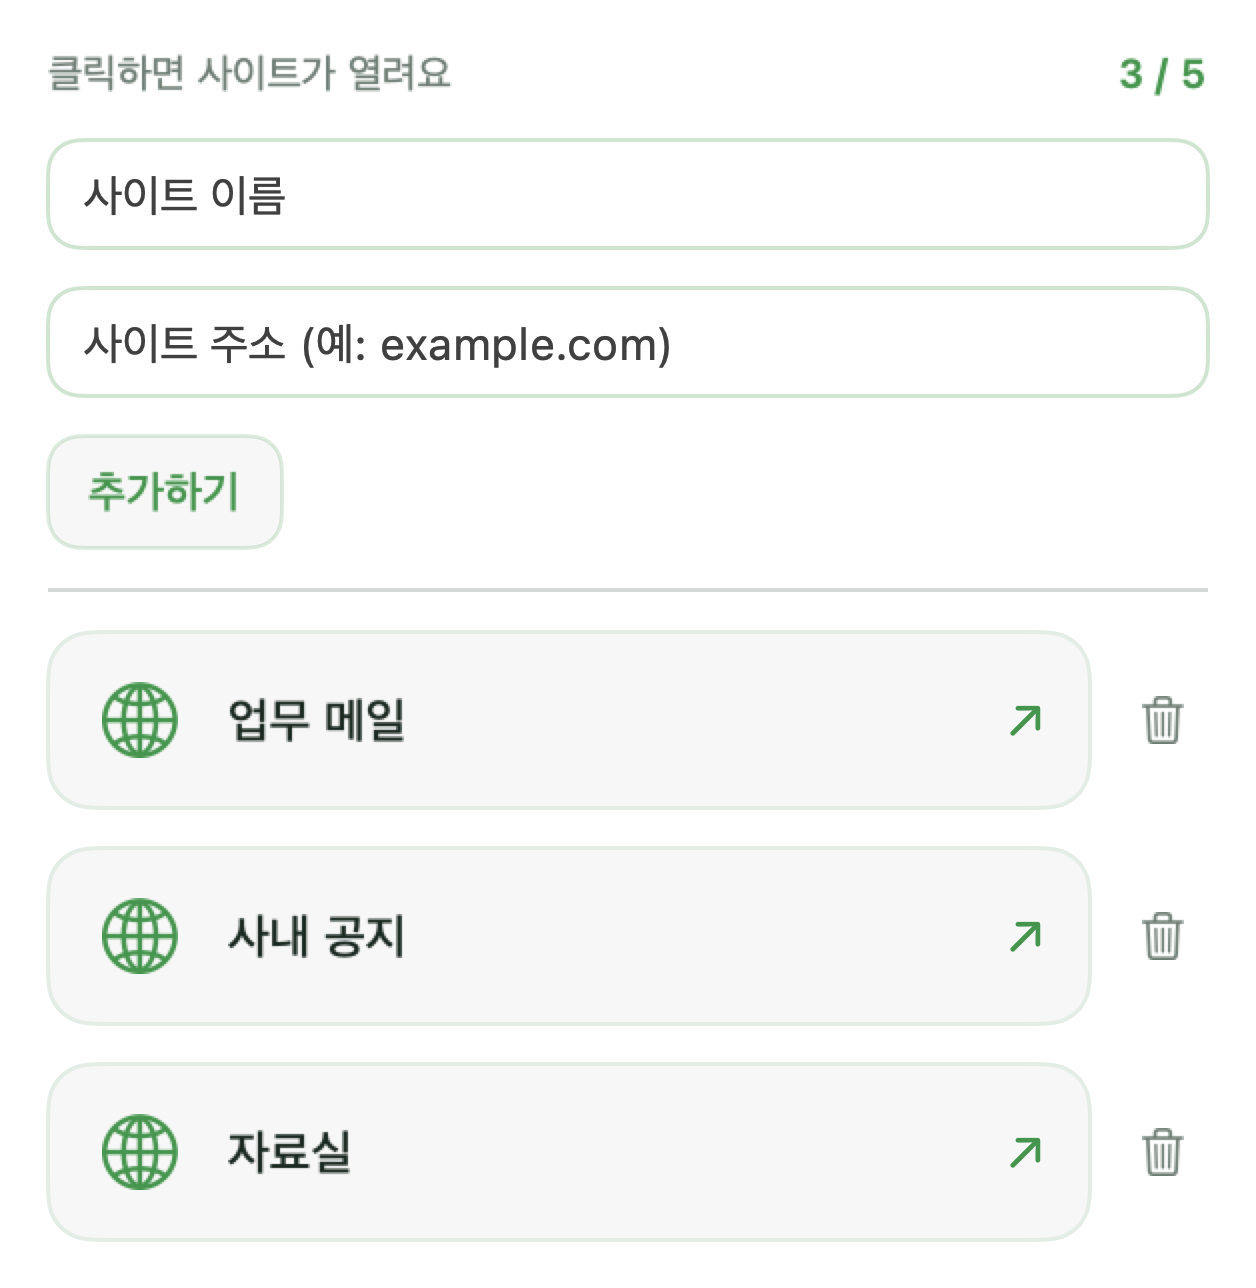 클릭하면 사이트가 열려요
3 / 5
사이트 이름
사이트 주소 (예: example.com)
추가하기
업무 메일
사내 공지
자료실